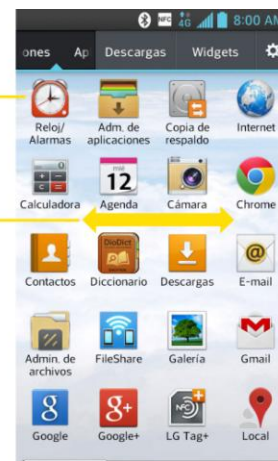 NFC 4G 8:00 AM
ones Ap Descargas Widgets
Reloj/ Adm. de Copia de Internet
Alarmas aplicaciones respaldo
mié
12
Calculadora Agenda Cámara Chrome
DioDict
Contactos Diccionario Descargas E-mail
Admin. de FileShare Galería Gmail
archivos
Google Google+ LG Tag+ Local